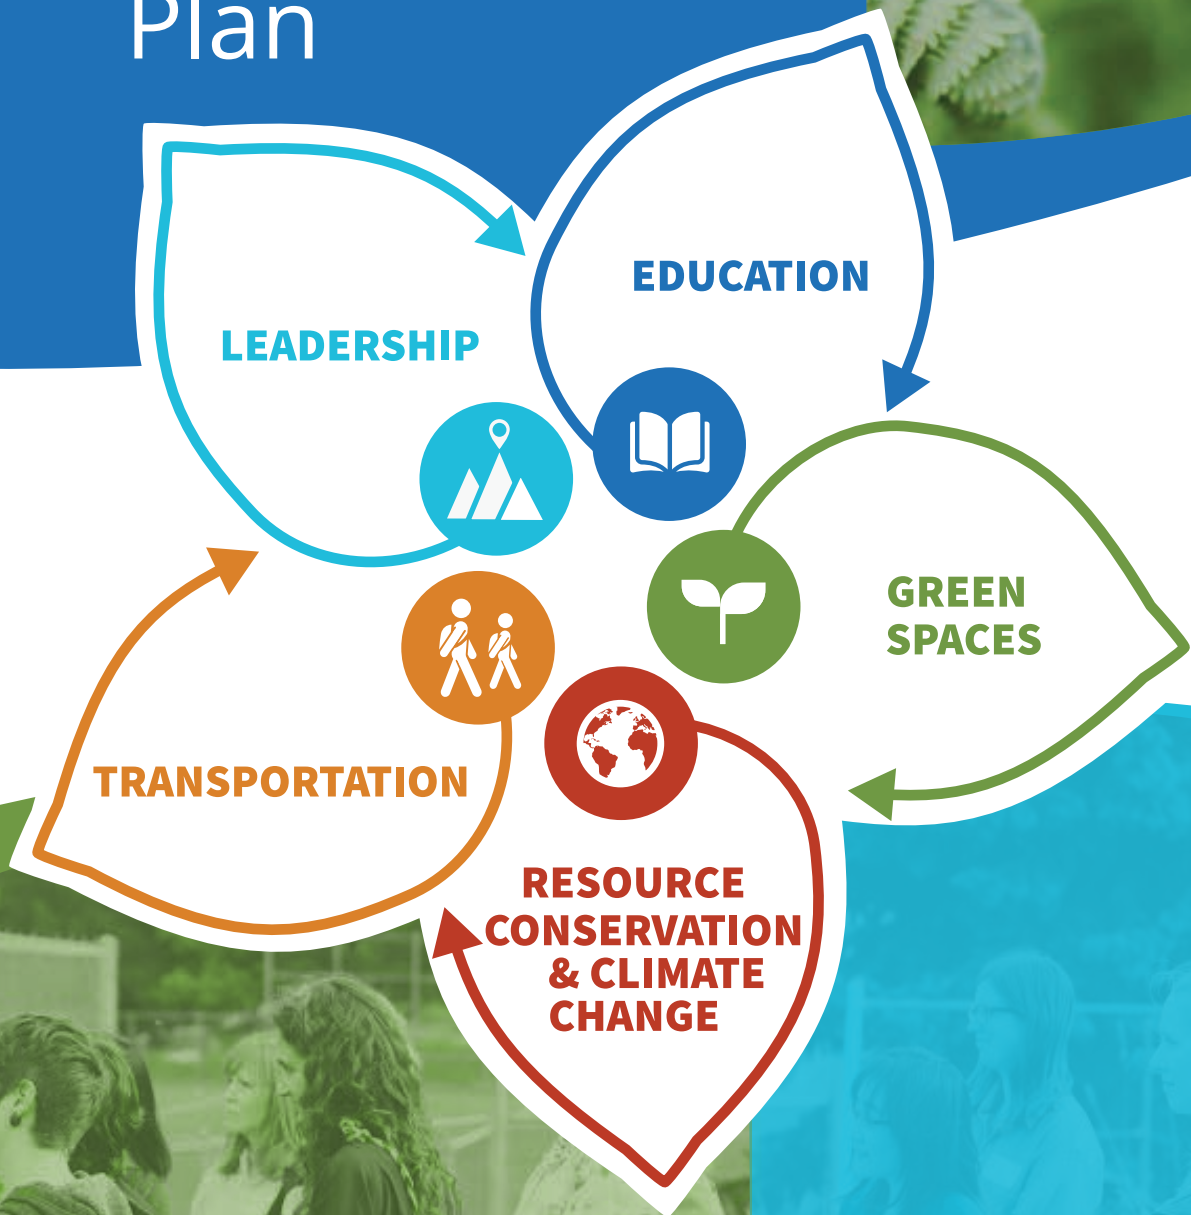 Plan
EDUCATION
LEADERSHIP
GREEN
SPACES
TRANSPORTATION
RESOURCE
CONSERVATION
& CLIMATE
CHANGE